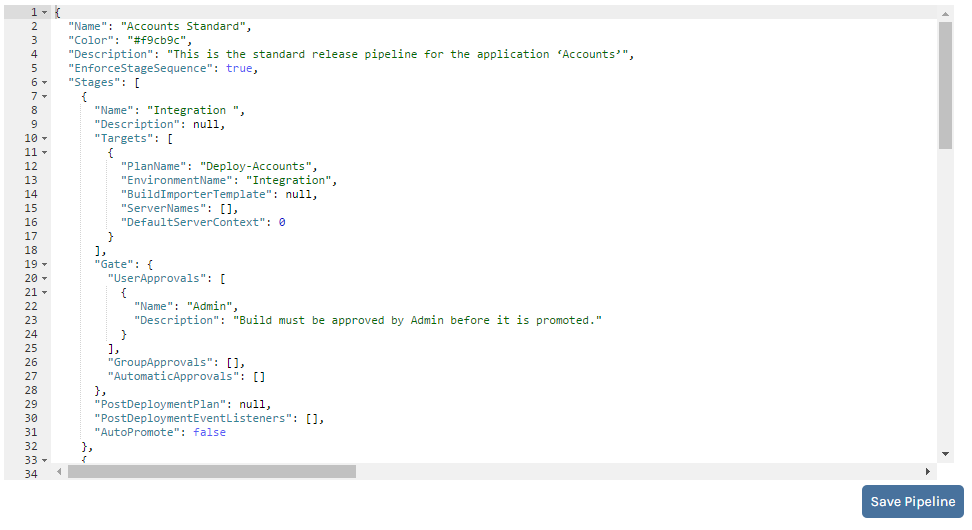 1 {
2 "Name": "Accounts Standard",
3 "Color": "#f9cb9c",
4 "Description": "This is the standard release pipeline for the application ‘Accounts’",
5 "EnforceStageSequence": true,
6 "Stages": [
7 {
8 "Name": "Integration ",
9 "Description": null,
10 "Targets": [
11 {
12 "PlanName": "Deploy-Accounts",
13 "EnvironmentName": "Integration",
14 "BuildImporterTemplate": null,
15 "ServerNames": [],
16 "DefaultServerContext": 0
17 }
18 ],
19 "Gate": {
20 "UserApprovals": [
21 {
22 "Name": "Admin",
23 "Description": "Build must be approved by Admin before it is promoted."
24 }
25 ],
26 "GroupApprovals": [],
27 "AutomaticApprovals": []
28 },
29 "PostDeploymentPlan": null,
30 "PostDeploymentEventListeners": [],
31 "AutoPromote": false
32 },
33 {
34
Save Pipeline